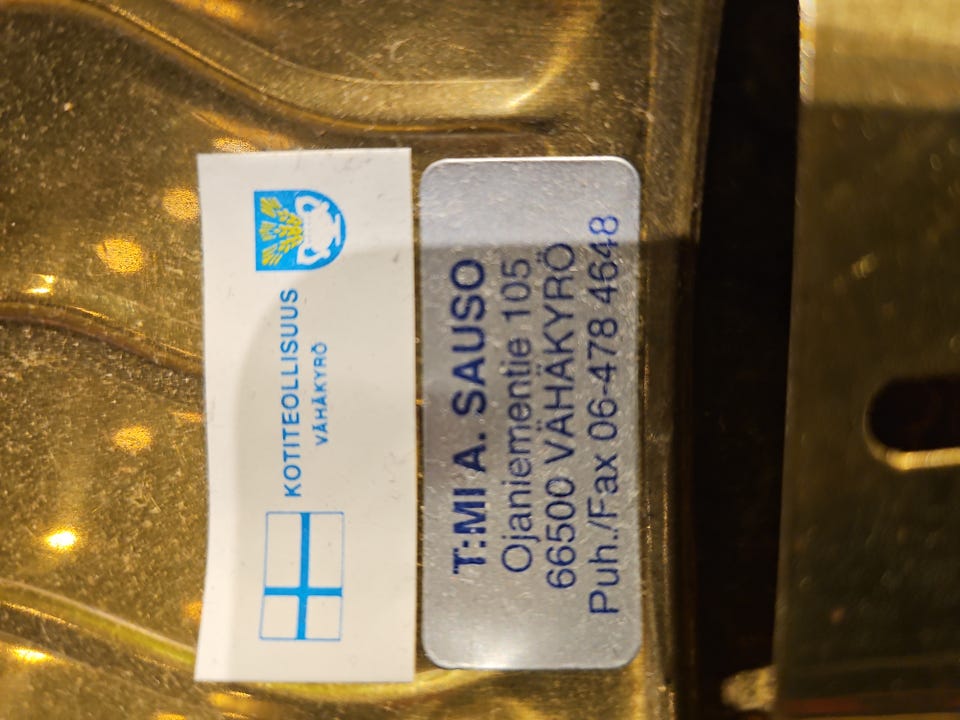 KOTITEOLLISUUS
VÄHÄKYRÖ
T:MI A. SAUSO
Ojaniementie 105
66500 VÄHÄKYRÖ
Puh./Fax 06-478 4648